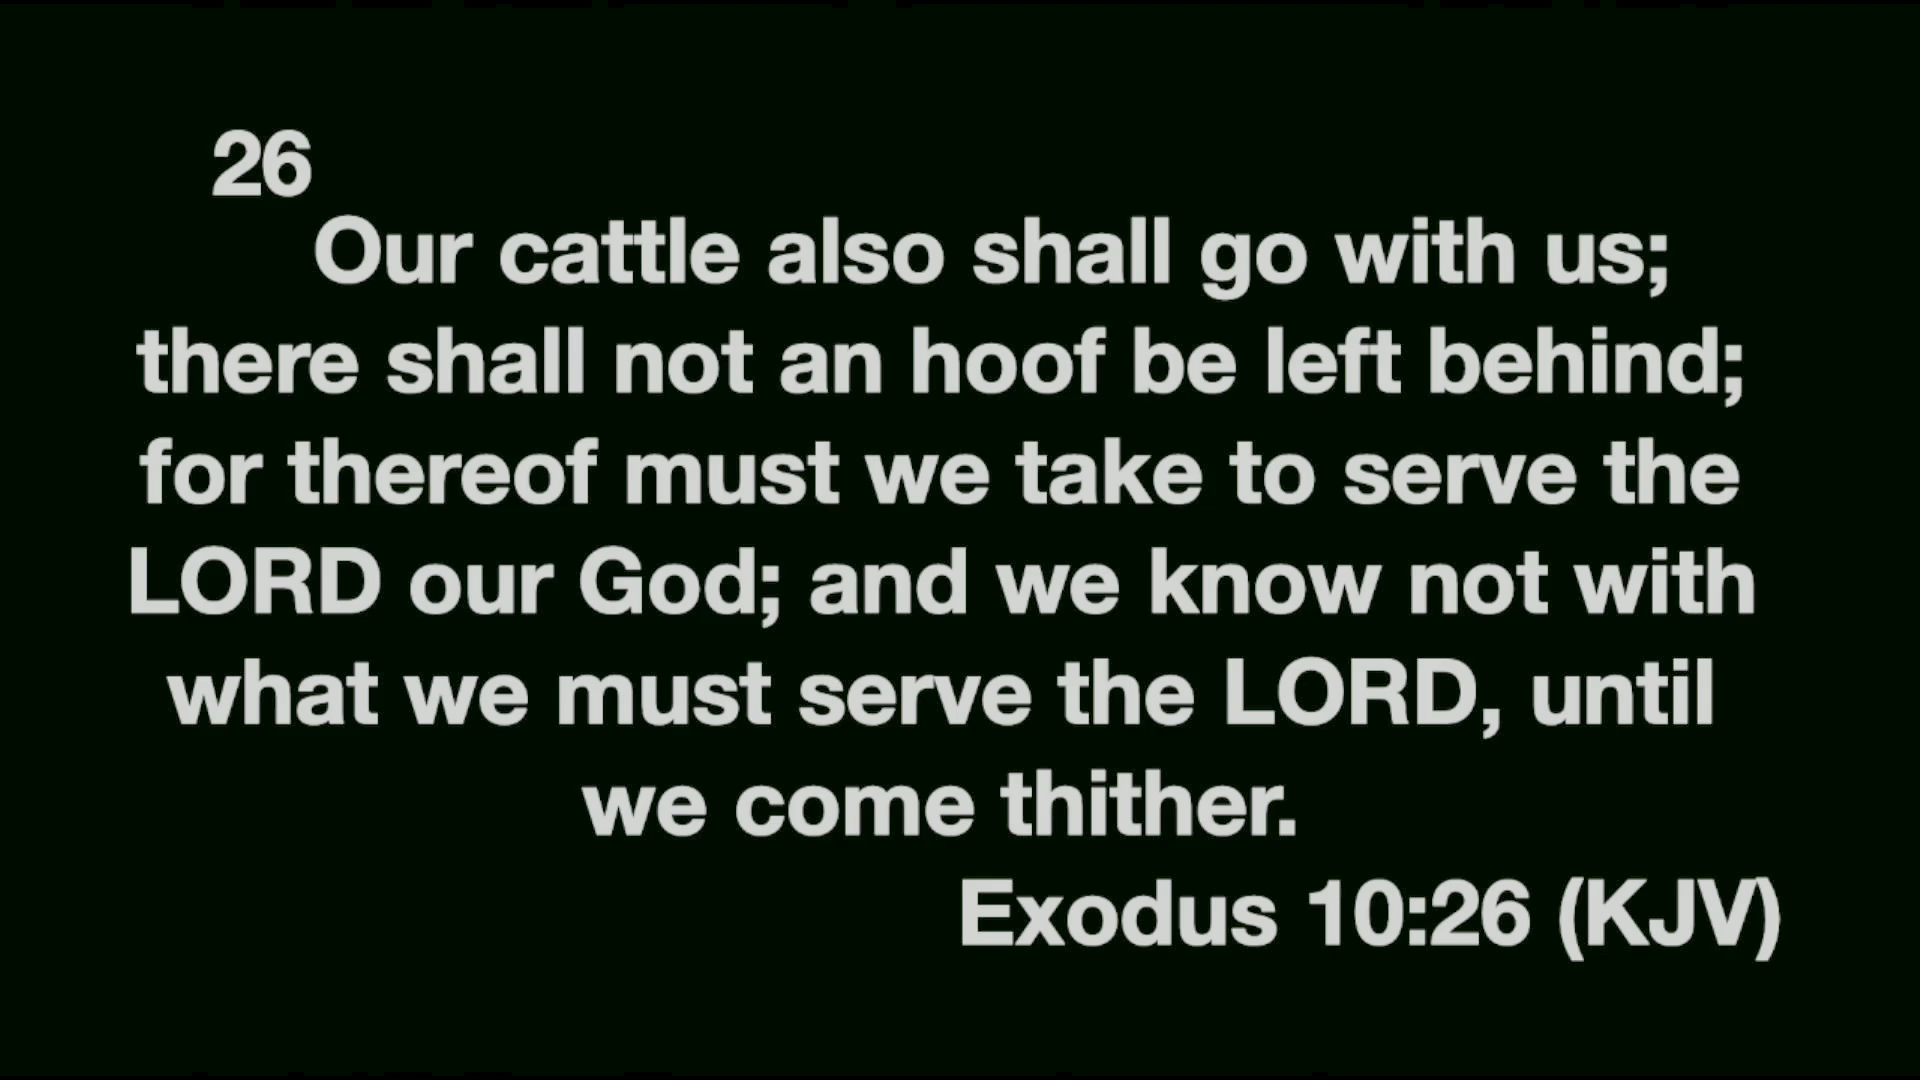 26
Our cattle also shall go with us;
there shall not an hoof be left behind;
for thereof must we take to serve the
LORD our God; and we know not with
what we must serve the LORD, until
we come thither.
Exodus 10:26 (KJV)